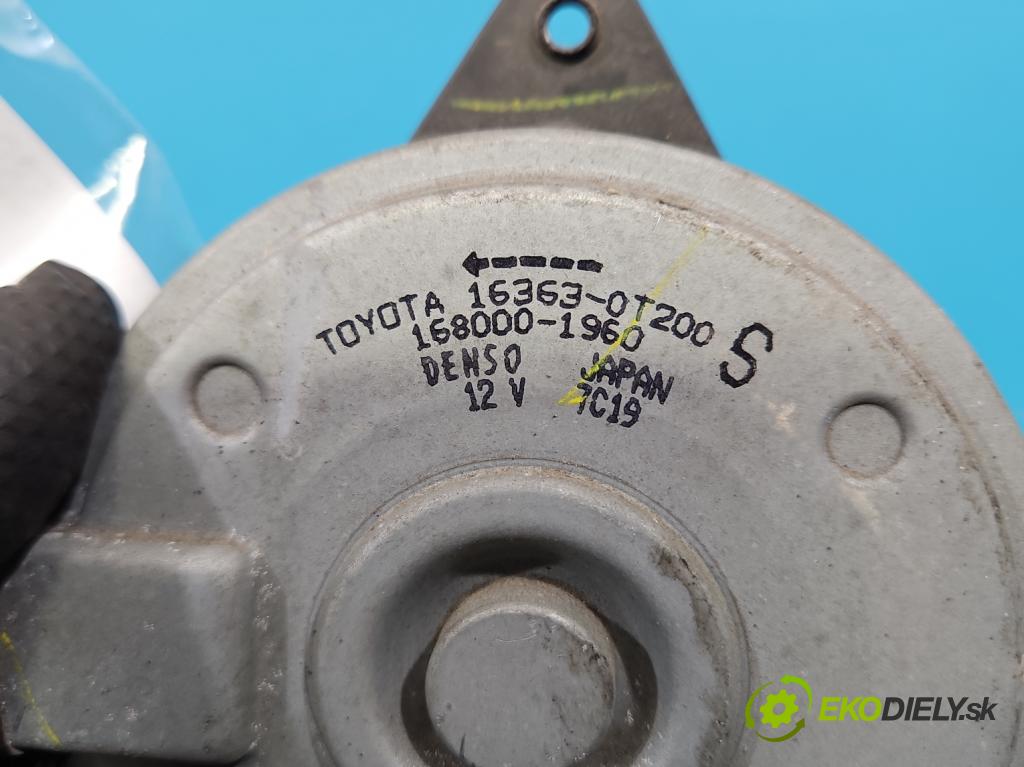 TOYOTA 16363-0T200
168000-1960 S
DENSO JAPAN
12 V 7C19
EKODIELY.sk